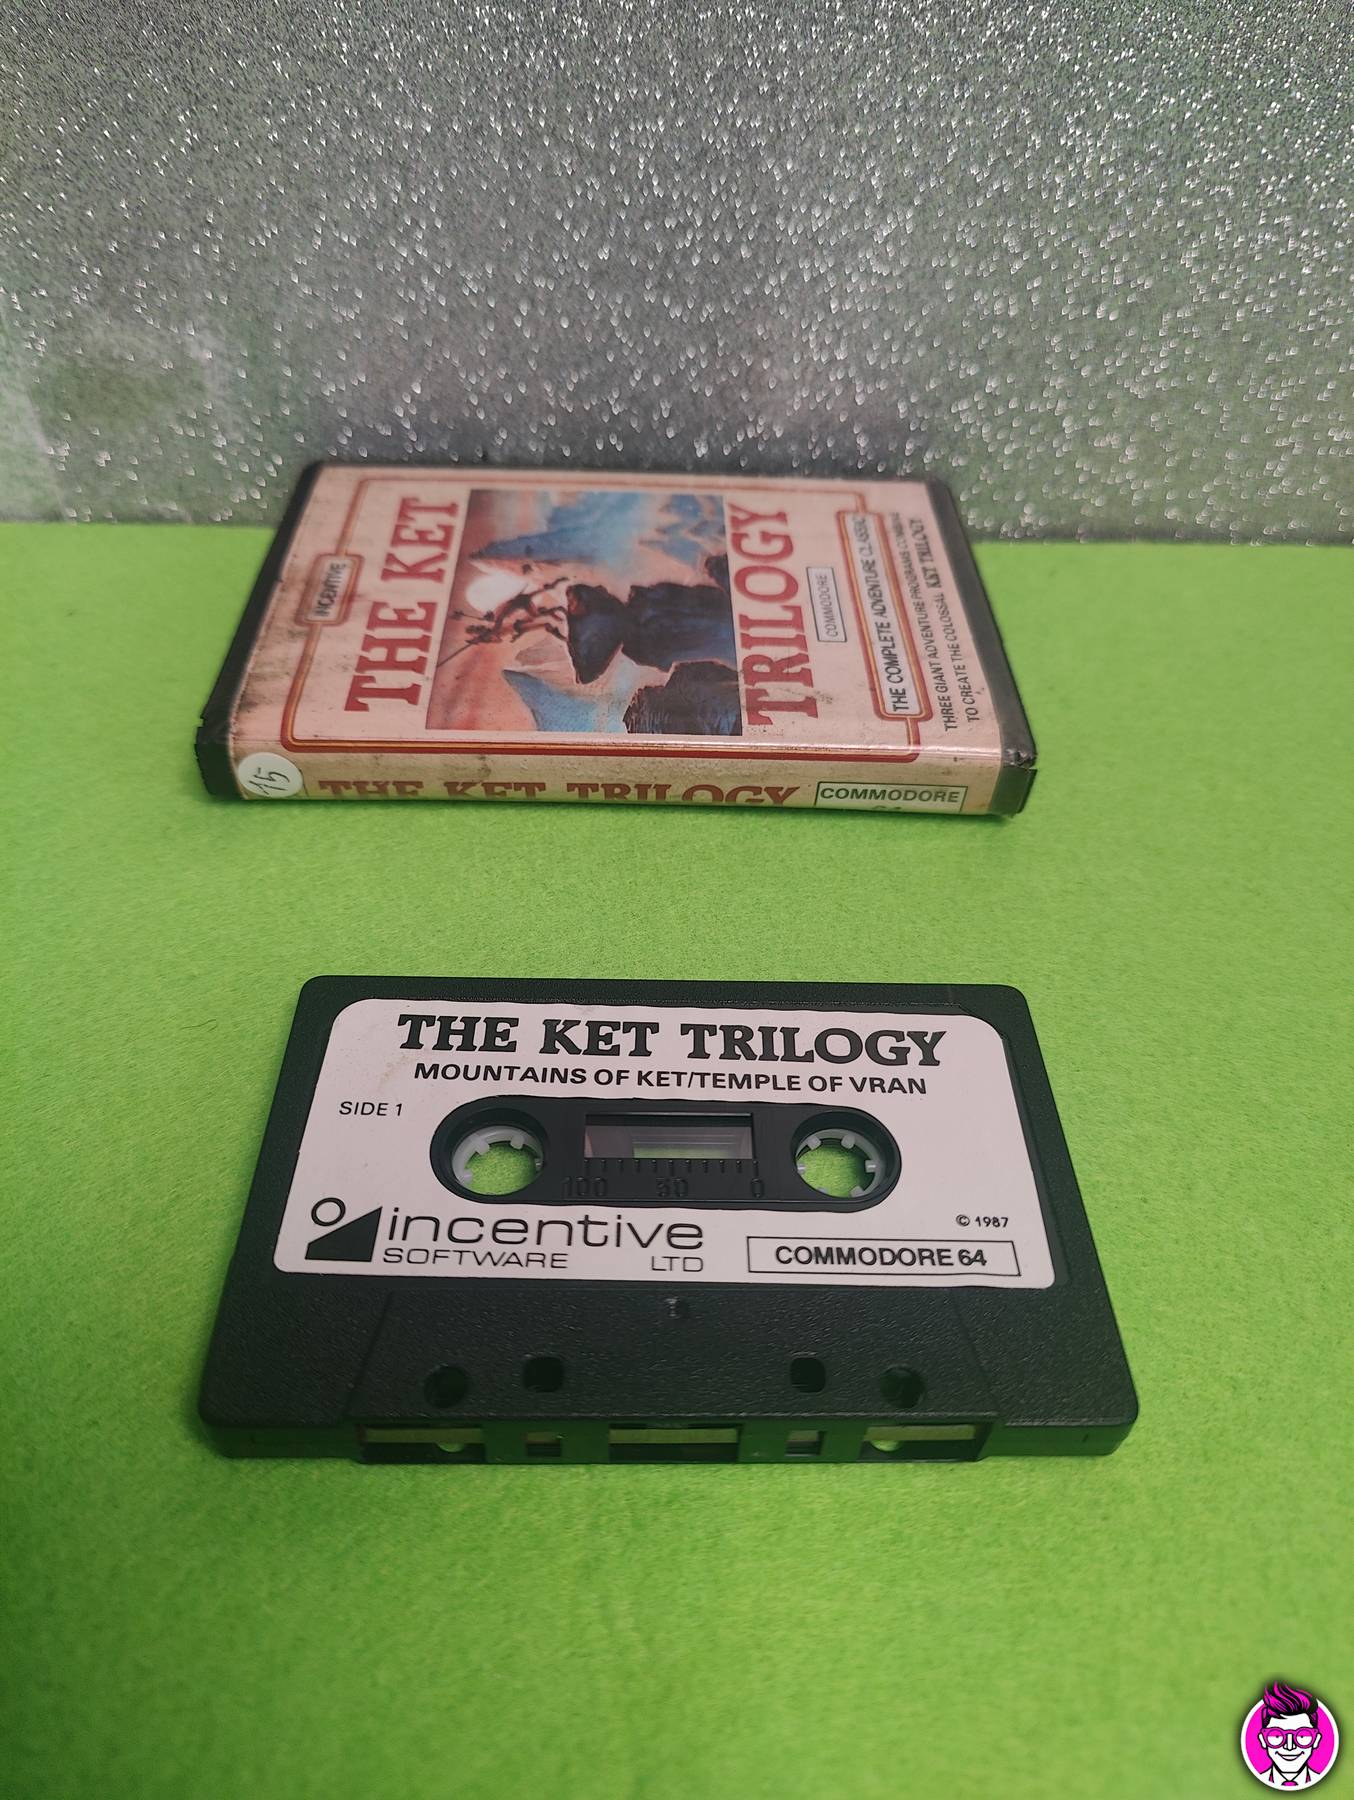 INCENTIVE
THE KET
TRILOGY
COMMODORE
THE COMPLETE ADVENTURE CLASSIC
THREE GIANT ADVENTURE PROGRAMS COMBINE
TO CREATE THE COLOSSAL KET TRILOGY
15
THE KET TRILOGY
COMMODORE
64
THE KET TRILOGY
MOUNTAINS OF KET/TEMPLE OF VRAN
SIDE 1
100 50 0
incentive
SOFTWARE LTD
© 1987
COMMODORE 64